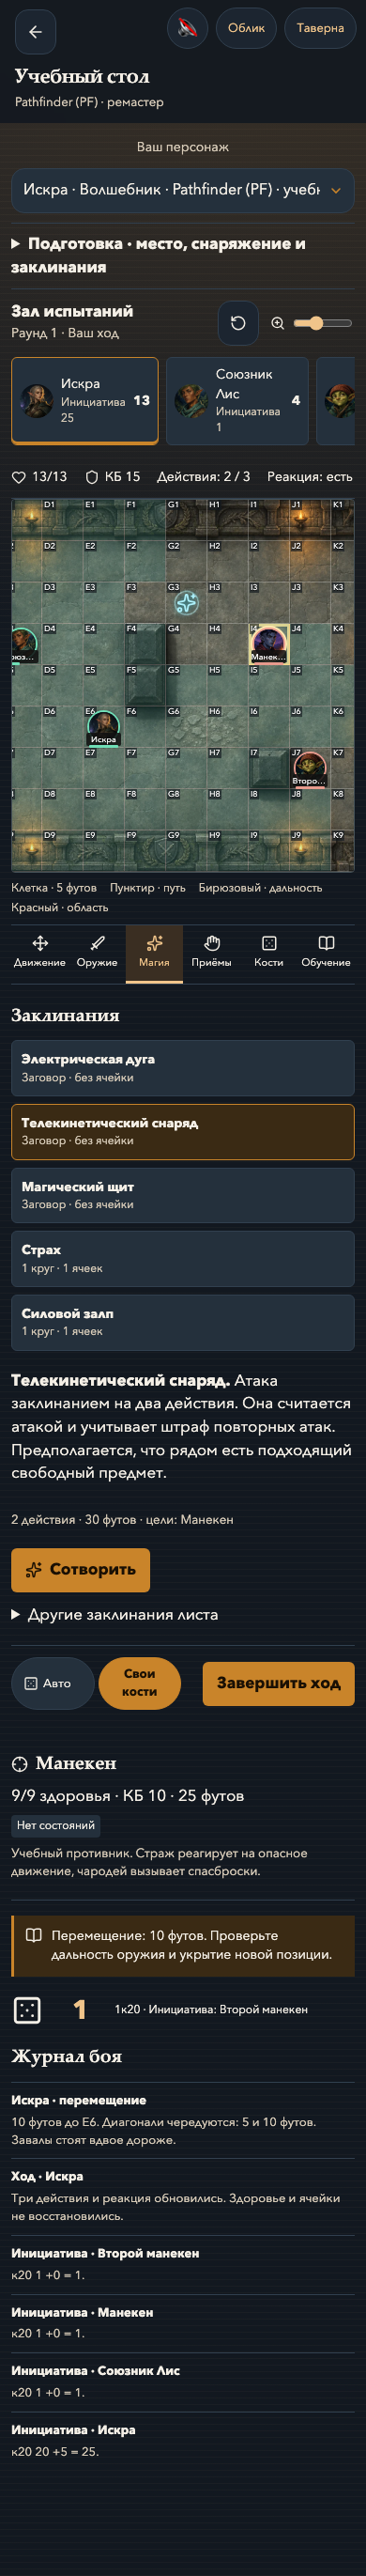 Облик
Таверна
Учебный стол
Pathfinder (PF) · ремастер
Ваш персонаж
Искра · Волшебник · Pathfinder (PF) · учебн
Подготовка · место, снаряжение и
заклинания
Зал испытаний
Раунд 1 · Ваш ход
Искра
Инициатива
25
13
Союзник
Лис
Инициатива
1
4
13/13
КБ 15
Действия: 2 / 3
Реакция: есть
D1 E1 F1 G1 H1 I1 J1 K1
2 D2 E2 F2 G2 H2 I2 J2 K2
3 D3 E3 F3 G3 H3 I3 J3 K3
D4 E4 F4 G4 H4 I4 J4 K4
Манек…
5 D5 E5 F5 G5 H5 I5 J5 K5
D6 E6 F6 G6 H6 I6 J6 K6
Искра
D7 E7 F7 G7 H7 I7 J7 K7
Второ…
D8 E8 F8 G8 H8 I8 J8 K8
D9 E9 F9 G9 H9 I9 J9 K9
Клетка · 5 футов
Пунктир · путь
Бирюзовый · дальность
Красный · область
Движение
Оружие
Магия
Приёмы
Кости
Обучение
Заклинания
Электрическая дуга
Заговор · без ячейки
Телекинетический снаряд
Заговор · без ячейки
Магический щит
Заговор · без ячейки
Страх
1 круг · 1 ячеек
Силовой залп
1 круг · 1 ячеек
Телекинетический снаряд. Атака
заклинанием на два действия. Она считается
атакой и учитывает штраф повторных атак.
Предполагается, что рядом есть подходящий
свободный предмет.
2 действия · 30 футов · цели: Манекен
Сотворить
Другие заклинания листа
Авто
Свои
кости
Завершить ход
Манекен
9/9 здоровья · КБ 10 · 25 футов
Нет состояний
Учебный противник. Страж реагирует на опасное
движение, чародей вызывает спасброски.
Перемещение: 10 футов. Проверьте
дальность оружия и укрытие новой позиции.
1
1к20 · Инициатива: Второй манекен
Журнал боя
Искра · перемещение
10 футов до E6. Диагонали чередуются: 5 и 10 футов.
Завалы стоят вдвое дороже.
Ход · Искра
Три действия и реакция обновились. Здоровье и ячейки
не восстановились.
Инициатива · Второй манекен
к20 1 +0 = 1.
Инициатива · Манекен
к20 1 +0 = 1.
Инициатива · Союзник Лис
к20 1 +0 = 1.
Инициатива · Искра
к20 20 +5 = 25.